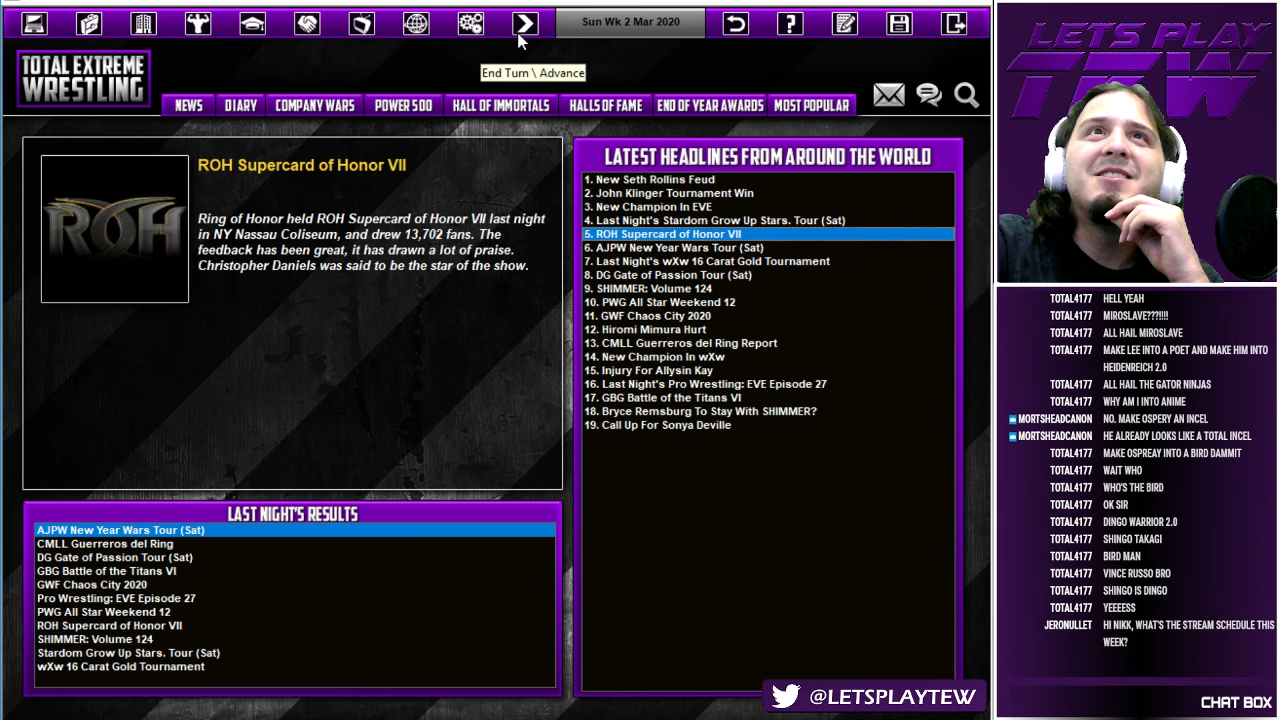 Sun Wk 2 Mar 2020
End Turn \ Advance
TOTAL EXTREME
WRESTLING
NEWS
DIARY
COMPANY WARS
POWER 500
HALL OF IMMORTALS
HALLS OF FAME
END OF YEAR AWARDS
MOST POPULAR
ROH Supercard of Honor VII
ROH
Ring of Honor held ROH Supercard of Honor VII last night
in NY Nassau Coliseum, and drew 13,702 fans. The
feedback has been great, it has drawn a lot of praise.
Christopher Daniels was said to be the star of the show.
LAST NIGHT'S RESULTS
AJPW New Year Wars Tour (Sat)
CMLL Guerreros del Ring
DG Gate of Passion Tour (Sat)
GBG Battle of the Titans VI
GWF Chaos City 2020
Pro Wrestling: EVE Episode 27
PWG All Star Weekend 12
ROH Supercard of Honor VII
SHIMMER: Volume 124
Stardom Grow Up Stars. Tour (Sat)
wXw 16 Carat Gold Tournament
LATEST HEADLINES FROM AROUND THE WORLD
1. New Seth Rollins Feud
2. John Klinger Tournament Win
3. New Champion In EVE
4. Last Night's Stardom Grow Up Stars. Tour (Sat)
5. ROH Supercard of Honor VII
6. AJPW New Year Wars Tour (Sat)
7. Last Night's wXw 16 Carat Gold Tournament
8. DG Gate of Passion Tour (Sat)
9. SHIMMER: Volume 124
10. PWG All Star Weekend 12
11. GWF Chaos City 2020
12. Hiromi Mimura Hurt
13. CMLL Guerreros del Ring Report
14. New Champion In wXw
15. Injury For Allysin Kay
16. Last Night's Pro Wrestling: EVE Episode 27
17. GBG Battle of the Titans VI
18. Bryce Remsburg To Stay With SHIMMER?
19. Call Up For Sonya Deville
@LETSPLAYTEW
LETS PLAY
TEW
TOTAL4177 HELL YEAH
TOTAL4177 MIROSLAVE???!!!!
TOTAL4177 ALL HAIL MIROSLAVE
TOTAL4177 MAKE LEE INTO A POET AND MAKE HIM INTO
HEIDENREICH 2.0
TOTAL4177 ALL HAIL THE GATOR NINJAS
TOTAL4177 WHY AM I INTO ANIME
MORTSHEADCANON NO. MAKE OSPERY AN INCEL
MORTSHEADCANON HE ALREADY LOOKS LIKE A TOTAL INCEL
TOTAL4177 MAKE OSPREAY INTO A BIRD DAMMIT
TOTAL4177 WAIT WHO
TOTAL4177 WHO'S THE BIRD
TOTAL4177 OK SIR
TOTAL4177 DINGO WARRIOR 2.0
TOTAL4177 SHINGO TAKAGI
TOTAL4177 BIRD MAN
TOTAL4177 VINCE RUSSO BRO
TOTAL4177 SHINGO IS DINGO
TOTAL4177 YEEEESS
JERONULLET HI NIKK, WHAT'S THE STREAM SCHEDULE THIS
WEEK?
CHAT BOX